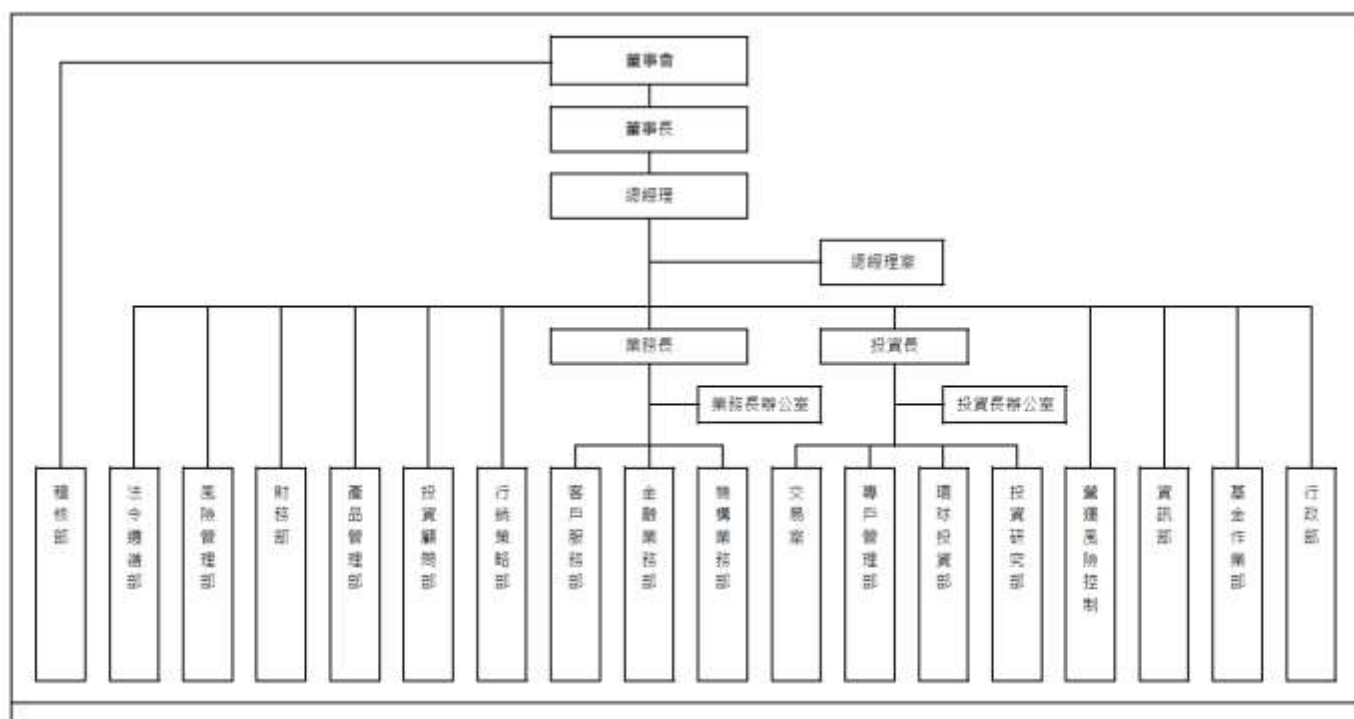 董事會
董事長
總經理
總經理室
業務長
投資長
業務長辦公室
投資長辦公室
稽核部
法令遵循部
風險管理部
財務部
產品管理部
投資顧問部
行銷策略部
客戶服務部
金融業務部
機構業務部
交易室
專戶管理部
環球投資部
投資研究部
營運風險控制
資訊部
基金作業部
行政部